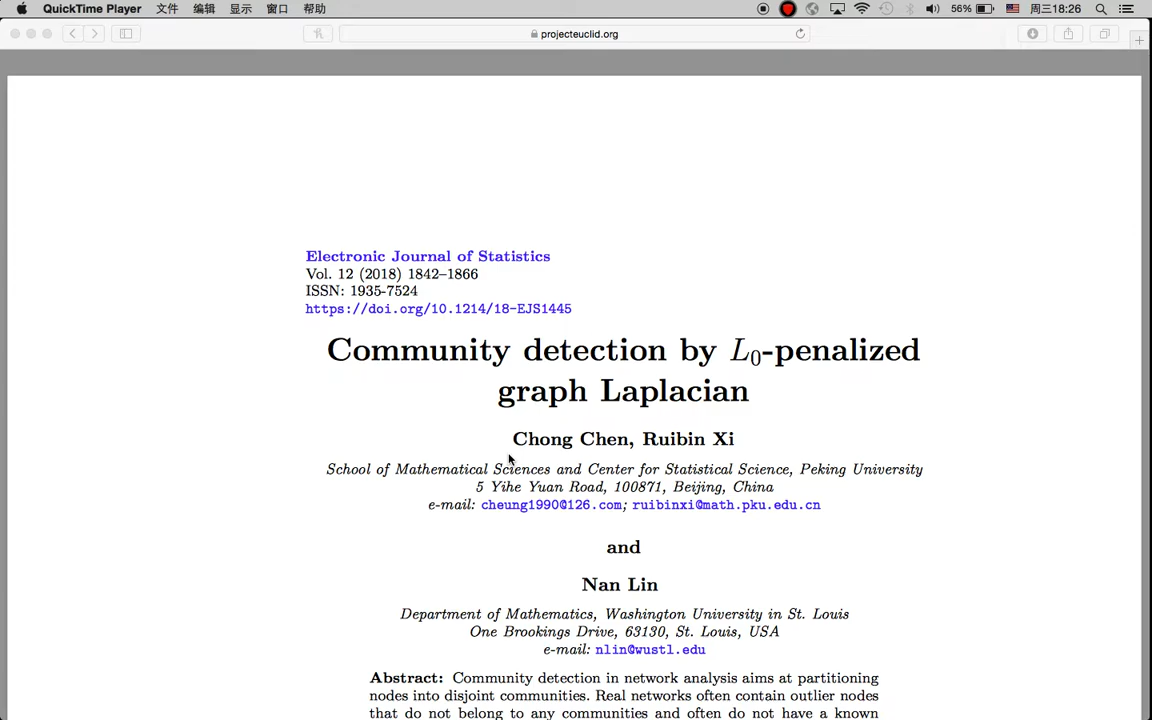 QuickTime Player 文件 编辑 显示 窗口 帮助 56% 周三18:26
projecteuclid.org
Electronic Journal of Statistics
Vol. 12 (2018) 1842–1866
ISSN: 1935-7524
https://doi.org/10.1214/18-EJS1445
Community detection by L₀-penalized
graph Laplacian
Chong Chen, Ruibin Xi
School of Mathematical Sciences and Center for Statistical Science, Peking University
5 Yihe Yuan Road, 100871, Beijing, China
e-mail: cheung1990@126.com; ruibinxi@math.pku.edu.cn
and
Nan Lin
Department of Mathematics, Washington University in St. Louis
One Brookings Drive, 63130, St. Louis, USA
e-mail: nlin@wustl.edu
Abstract: Community detection in network analysis aims at partitioning
nodes into disjoint communities. Real networks often contain outlier nodes
that do not belong to any communities and often do not have a known